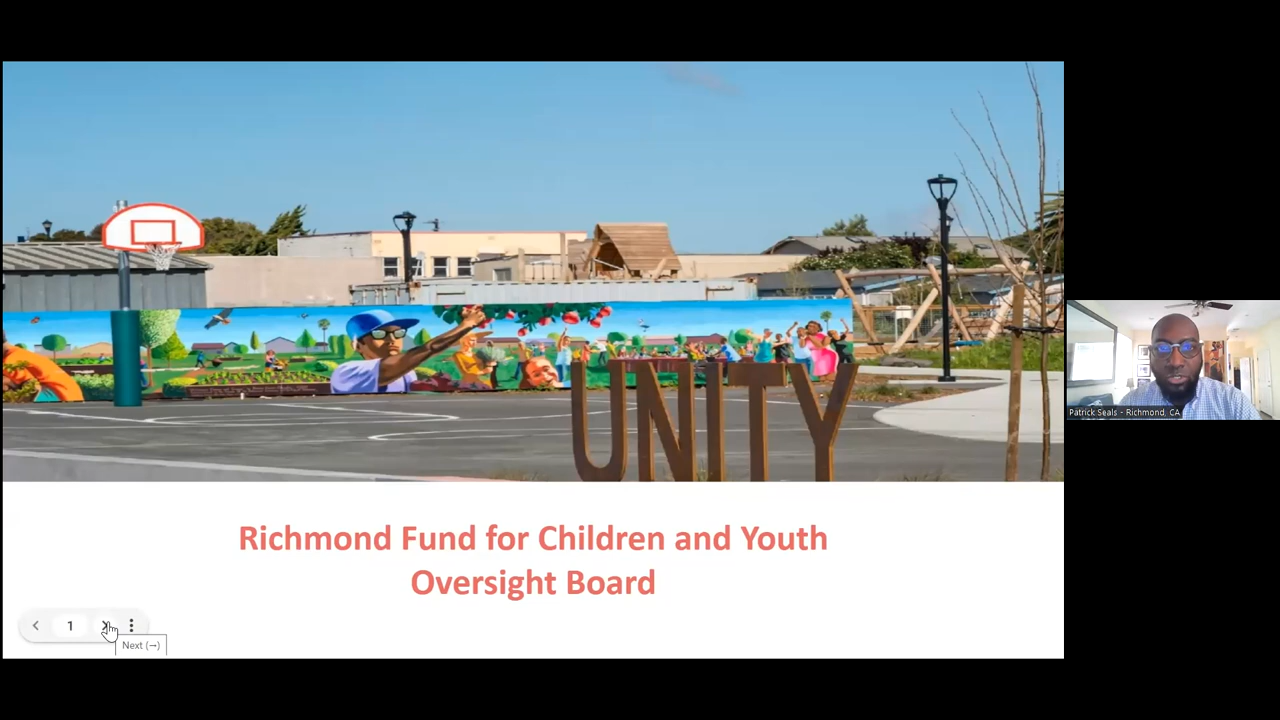 UNITY
Richmond Fund for Children and Youth
Oversight Board
1
Next (→)
Patrick Seals - Richmond, CA